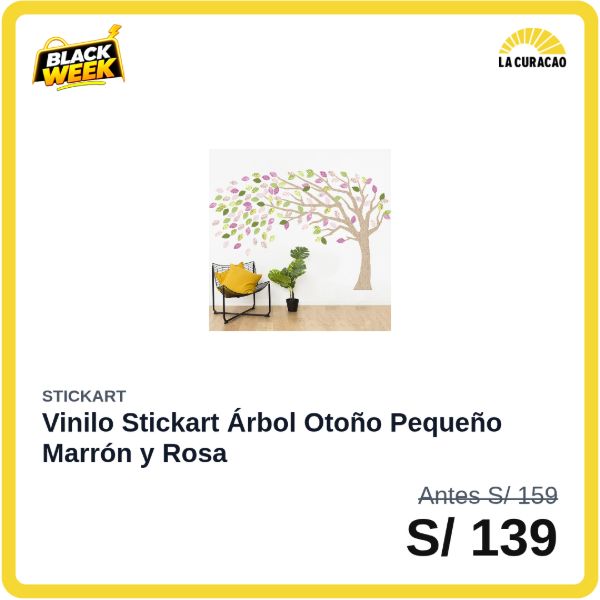 BLACK
WEEK
LA CURACAO
STICKART
Vinilo Stickart Árbol Otoño Pequeño
Marrón y Rosa
Antes S/ 159
S/ 139